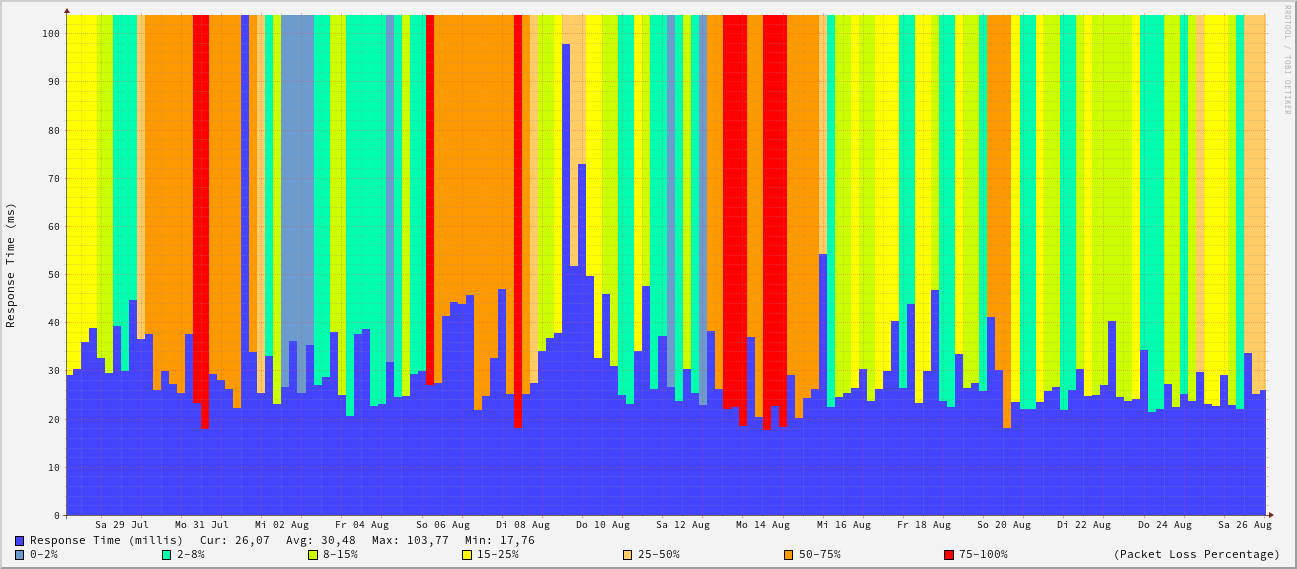 RRDTOOL / TOBI OETIKER
Response Time (ms)
100
90
80
70
60
50
40
30
20
10
0
Sa 29 Jul Mo 31 Jul Mi 02 Aug Fr 04 Aug So 06 Aug Di 08 Aug Do 10 Aug Sa 12 Aug Mo 14 Aug Mi 16 Aug Fr 18 Aug So 20 Aug Di 22 Aug Do 24 Aug Sa 26 Aug
Response Time (millis) Cur: 26,07 Avg: 30,48 Max: 103,77 Min: 17,76
0-2% 2-8% 8-15% 15-25% 25-50% 50-75% 75-100% (Packet Loss Percentage)